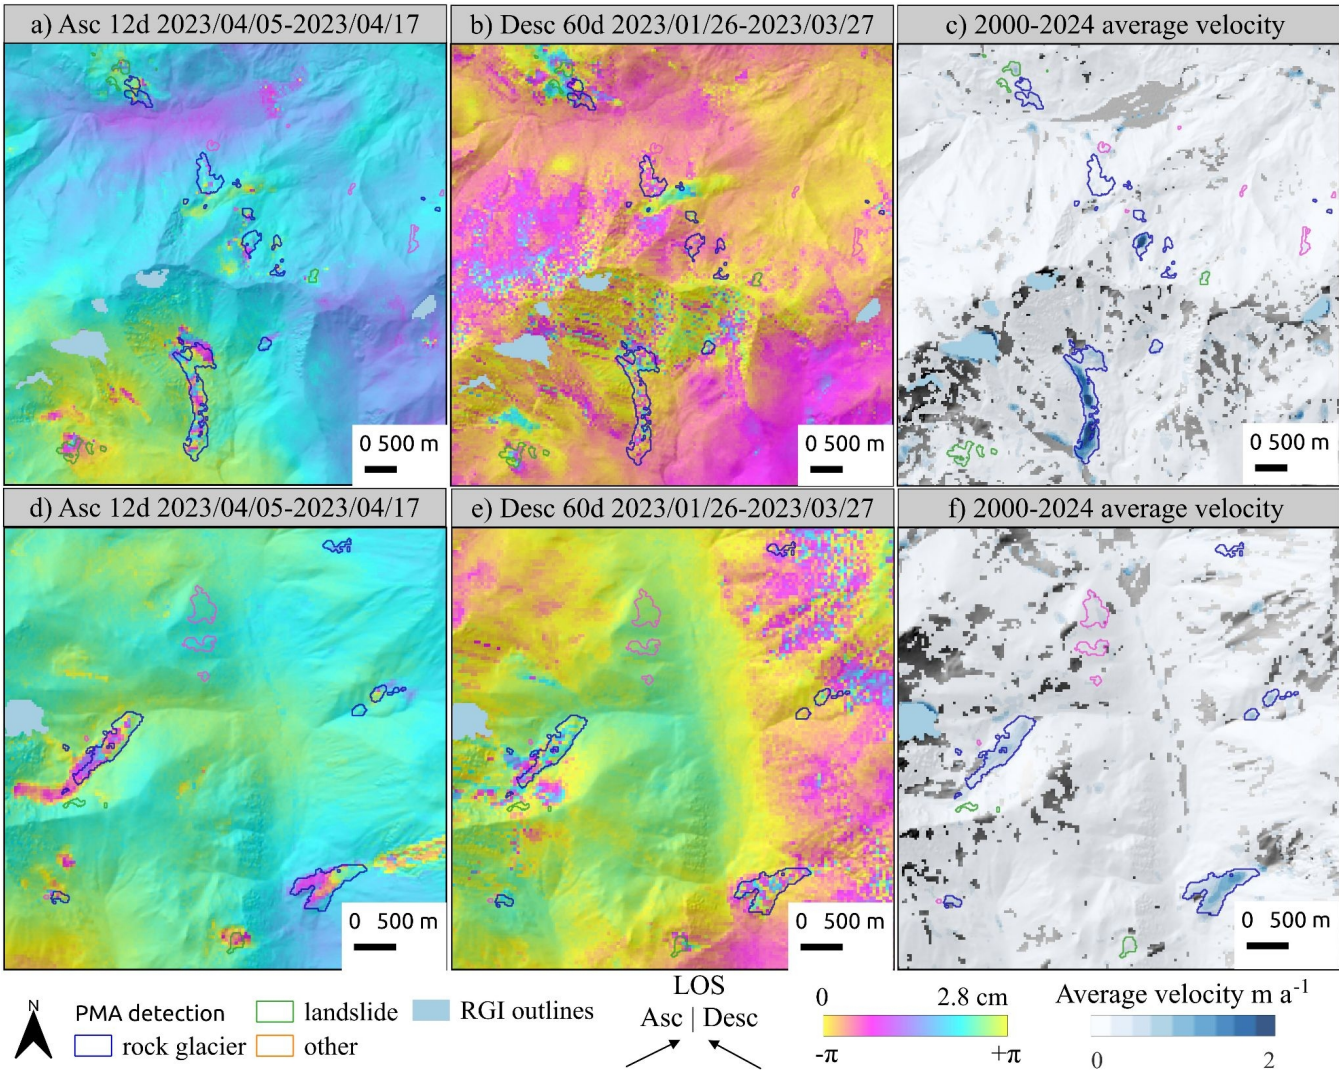 a) Asc 12d 2023/04/05-2023/04/17
b) Desc 60d 2023/01/26-2023/03/27
c) 2000-2024 average velocity
0 500 m
0 500 m
0 500 m
d) Asc 12d 2023/04/05-2023/04/17
e) Desc 60d 2023/01/26-2023/03/27
f) 2000-2024 average velocity
0 500 m
0 500 m
0 500 m
N
PMA detection
rock glacier
landslide
other
RGI outlines
LOS
Asc | Desc
0 2.8 cm
-π +π
Average velocity m a-1
0 2